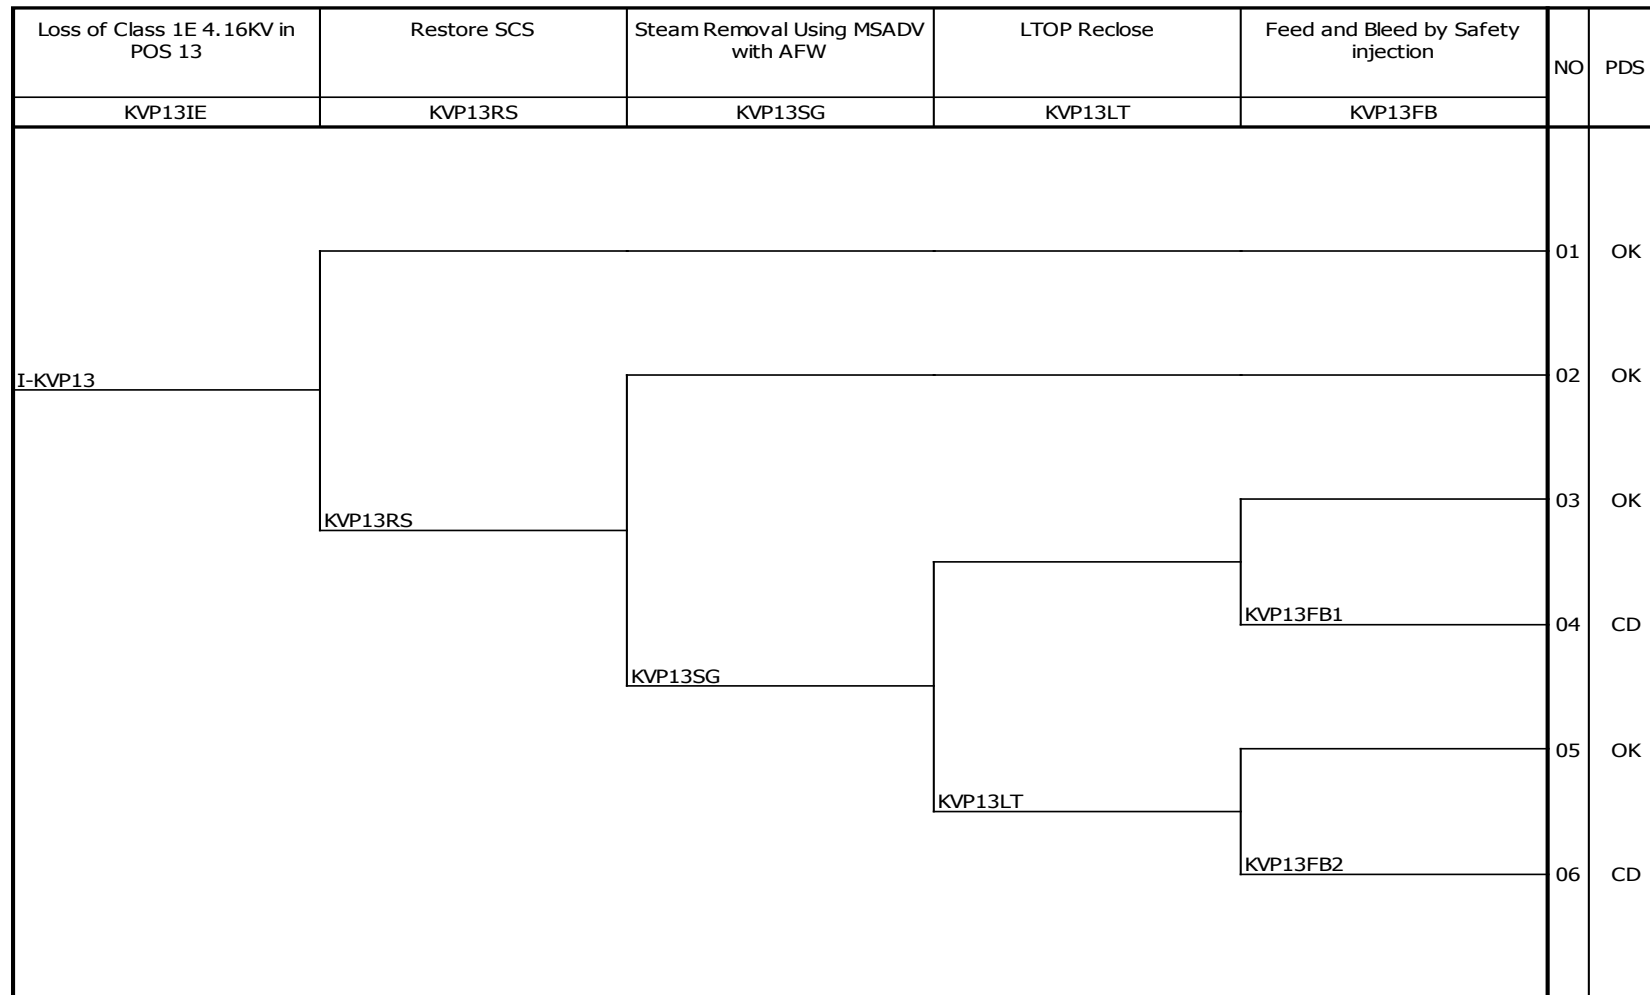 Loss of Class 1E 4.16KV in
POS 13
Restore SCS
Steam Removal Using MSADV
with AFW
LTOP Reclose
Feed and Bleed by Safety
injection
NO
PDS
KVP13IE
KVP13RS
KVP13SG
KVP13LT
KVP13FB
01 OK
I-KVP13
02 OK
03 OK
KVP13RS
KVP13FB1
04 CD
KVP13SG
05 OK
KVP13LT
KVP13FB2
06 CD